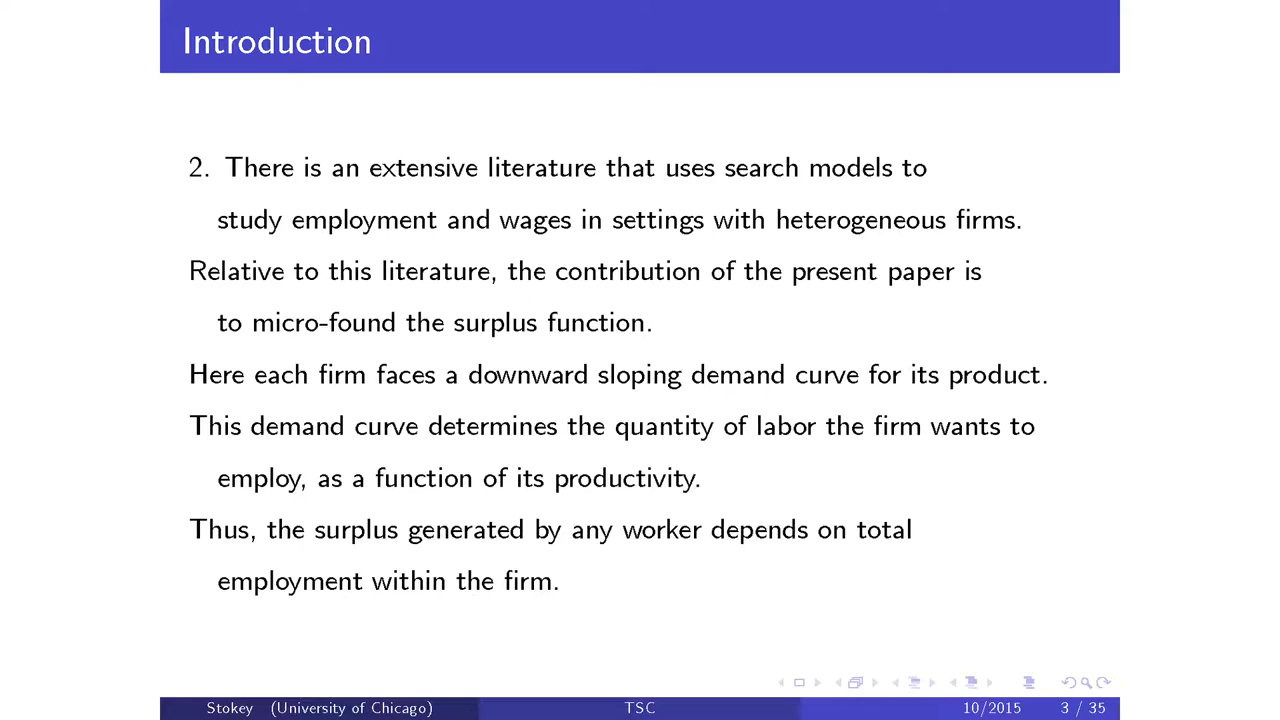 Introduction
2. There is an extensive literature that uses search models to
study employment and wages in settings with heterogeneous firms.
Relative to this literature, the contribution of the present paper is
to micro-found the surplus function.
Here each firm faces a downward sloping demand curve for its product.
This demand curve determines the quantity of labor the firm wants to
employ, as a function of its productivity.
Thus, the surplus generated by any worker depends on total
employment within the firm.
Stokey (University of Chicago) TSC 10/2015 3 / 35